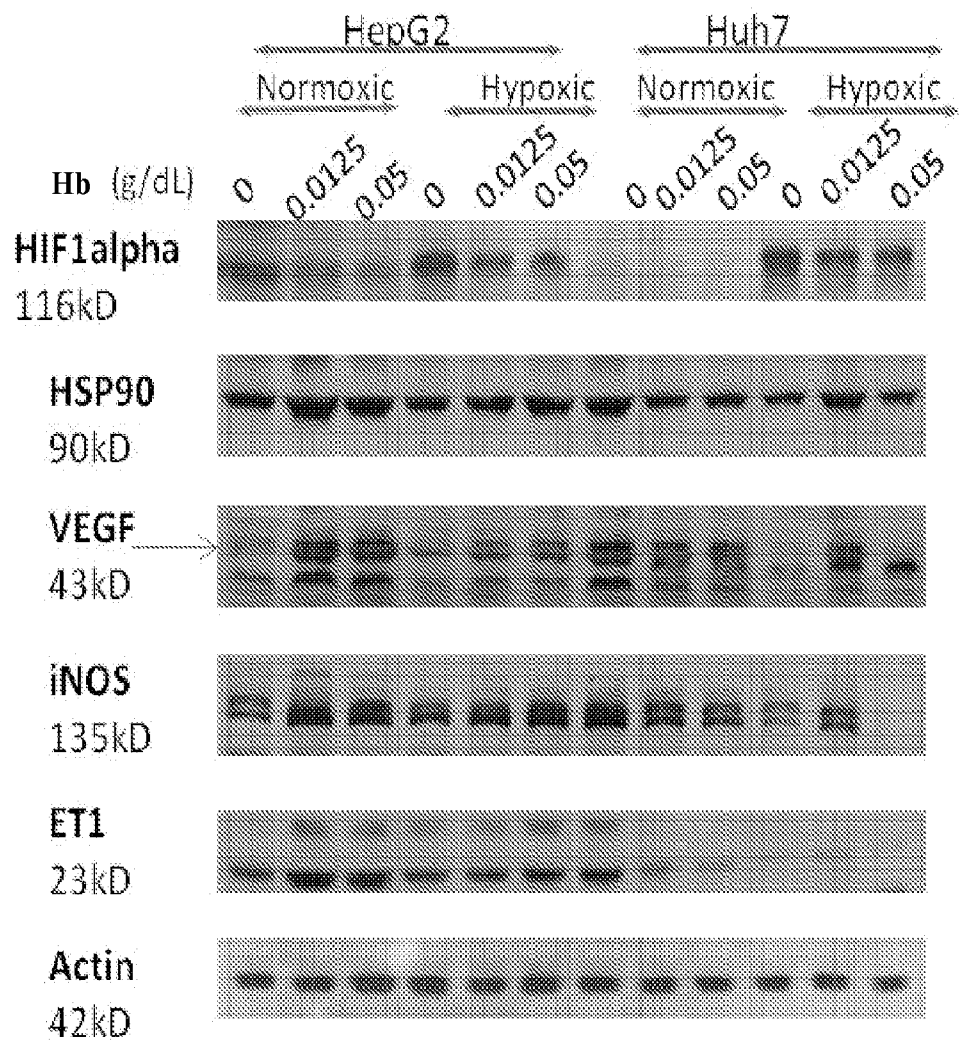 HepG2 Huh7
Normoxic Hypoxic Normoxic Hypoxic
Hb (g/dL) 0 0.0125 0.05 0 0.0125 0.05 0 0.0125 0.05 0 0.0125 0.05
HIF1alpha
116kD
HSP90
90kD
VEGF
43kD
iNOS
135kD
ET1
23kD
Actin
42kD